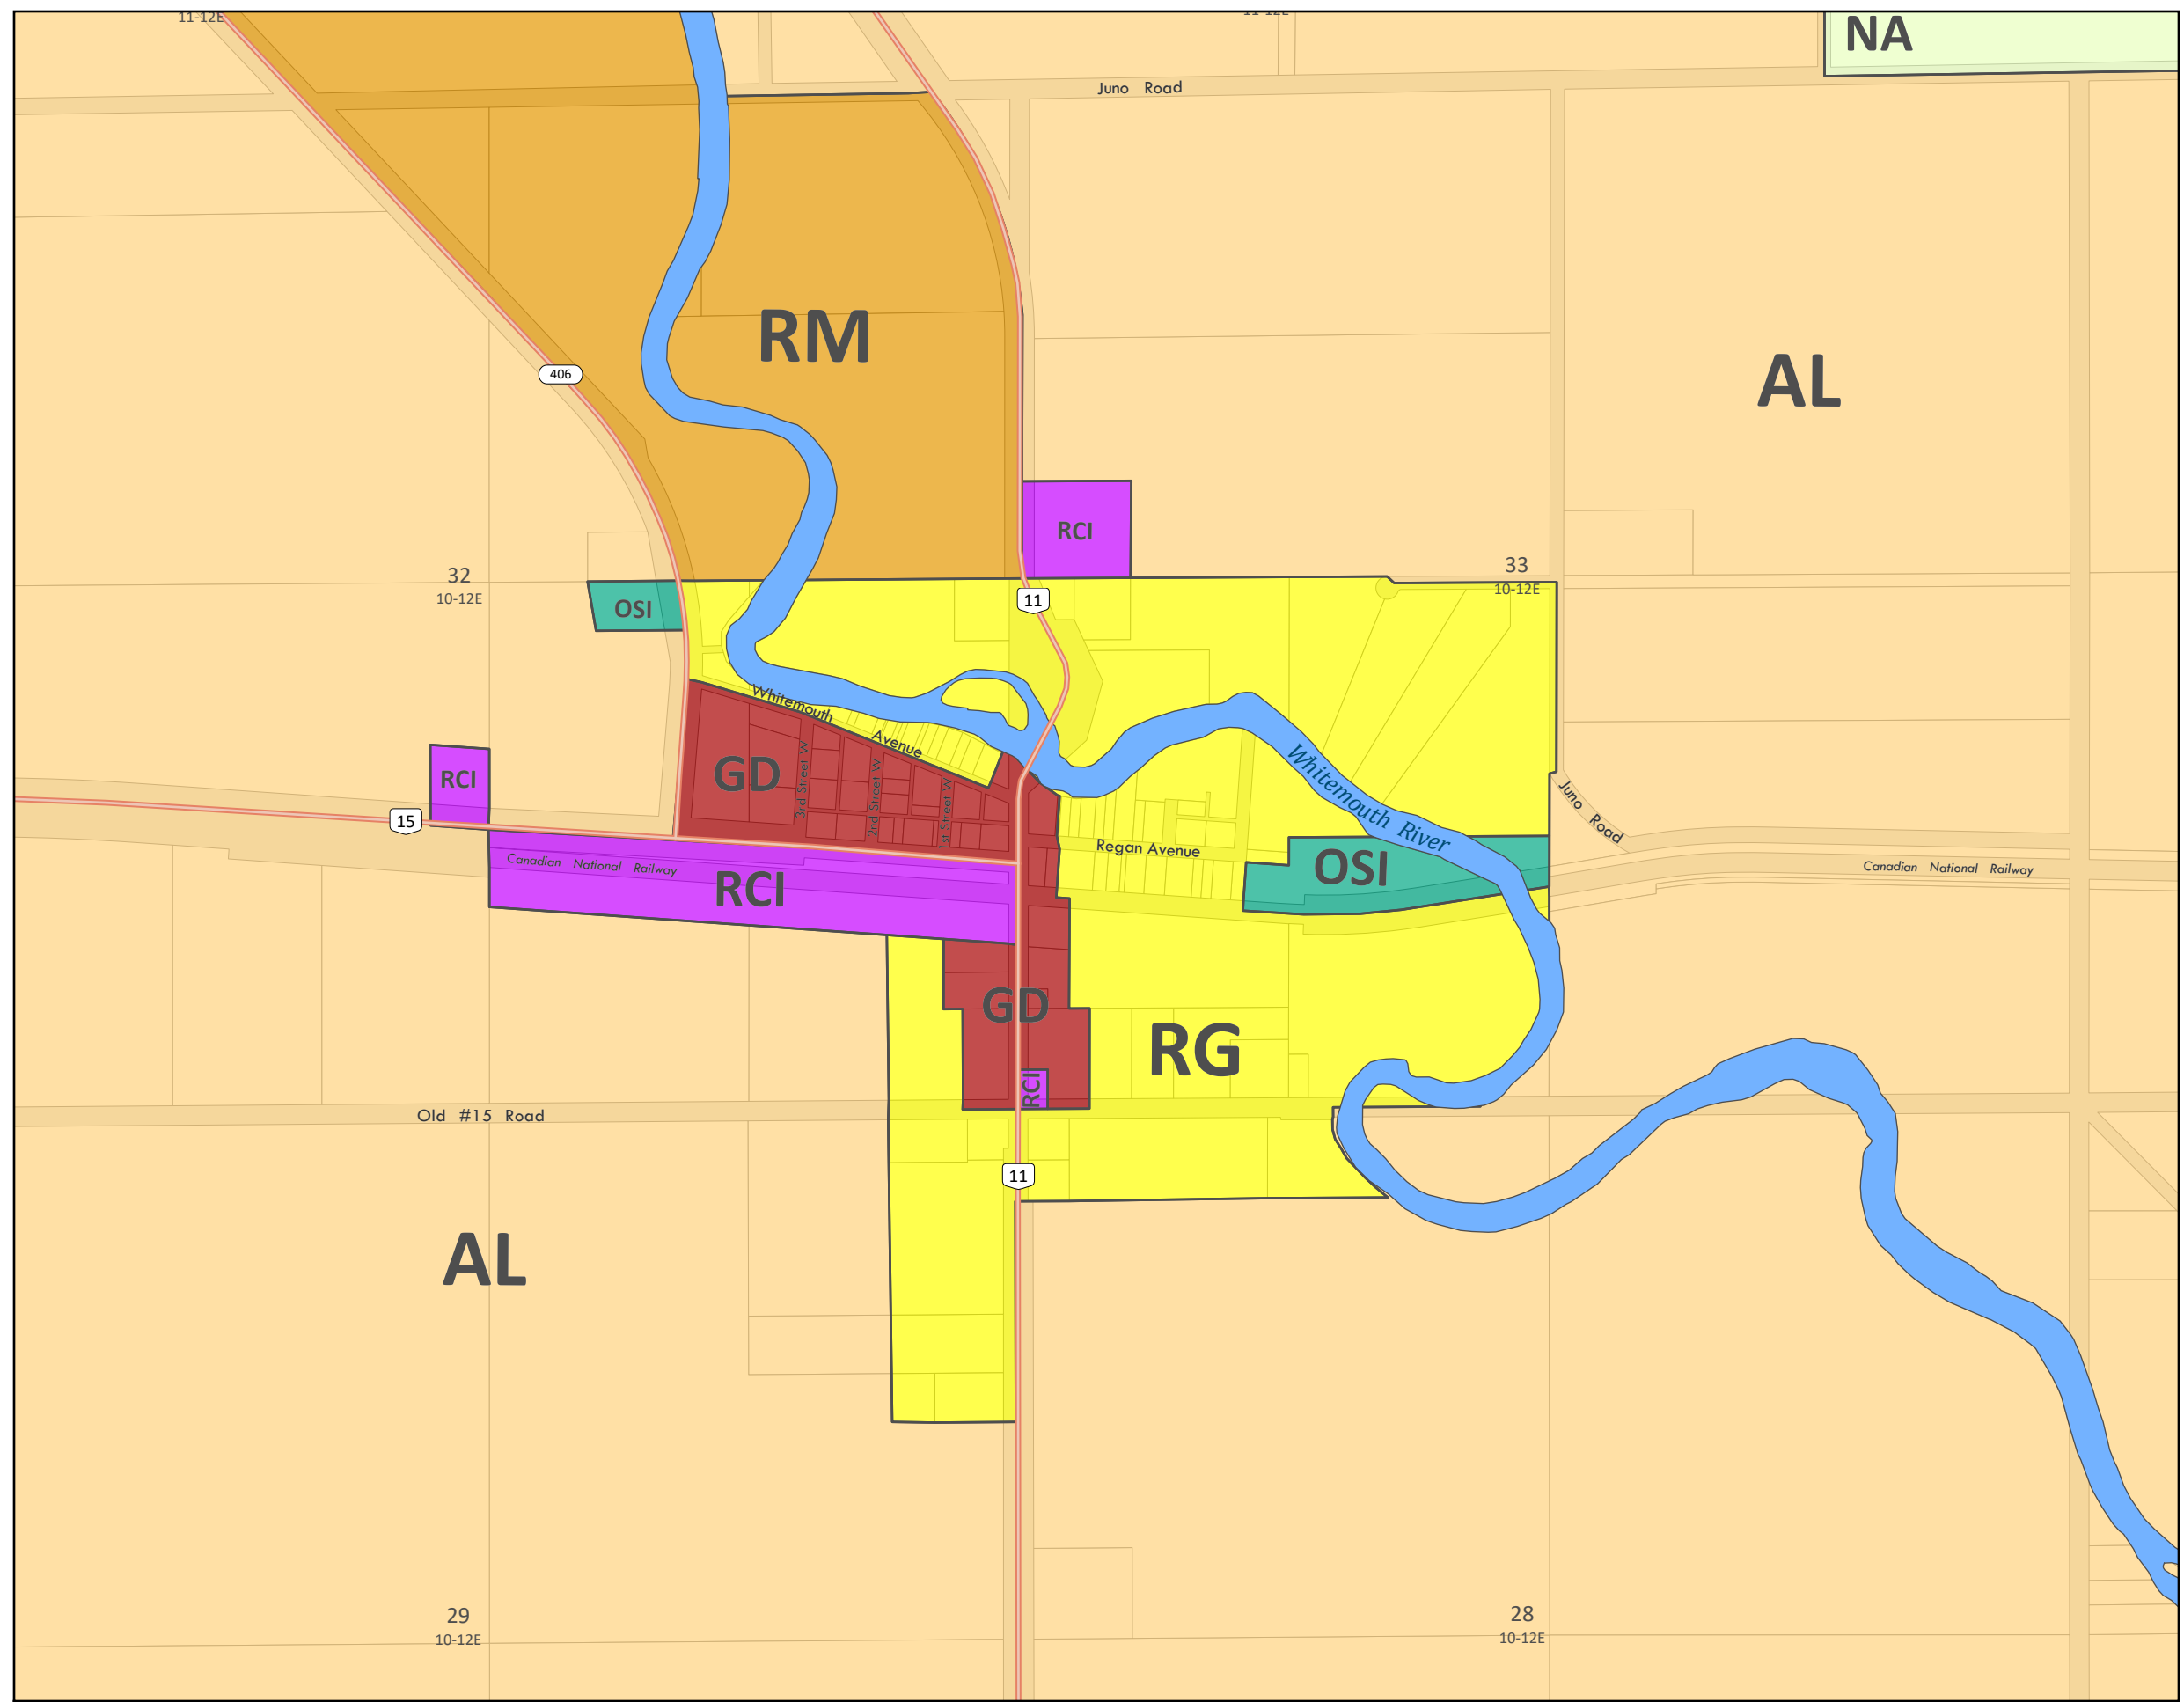 11-12E
11-12E
NA
Juno Road
RM
AL
406
RCI
32
10-12E
33
10-12E
OSI
11
Whitemouth
Avenue
GD
3rd Street W
2nd Street W
1st Street W
RCI
15
Whitemouth River
Juno Road
Regan Avenue
OSI
Canadian National Railway
Canadian National Railway
RCI
GD
RG
RCI
Old #15 Road
11
AL
29
10-12E
28
10-12E